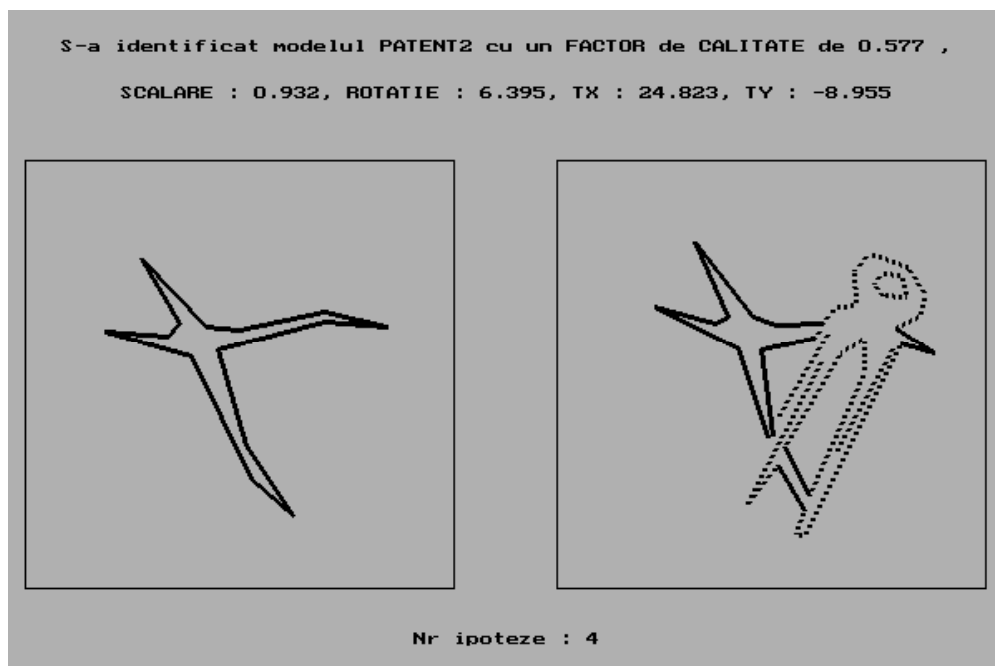 S-a identificat modelul PATENT2 cu un FACTOR de CALITATE de 0.577 ,
SCALARE : 0.932, ROTATIE : 6.395, TX : 24.823, TY : -8.955
Nr ipoteze : 4